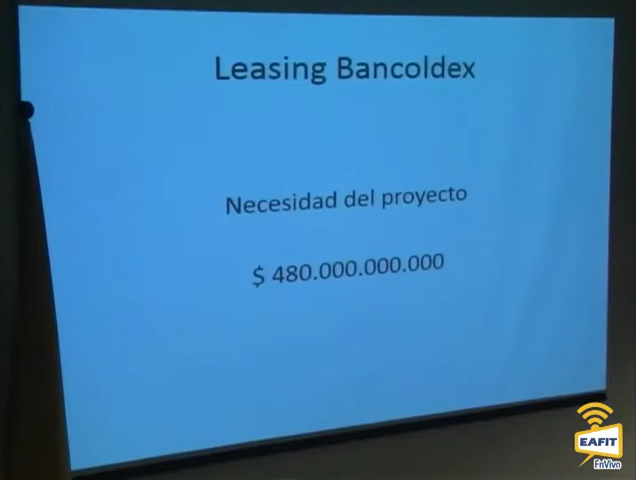 Leasing Bancoldex
Necesidad del proyecto
$ 480.000.000.000
EAFIT
EnVivo